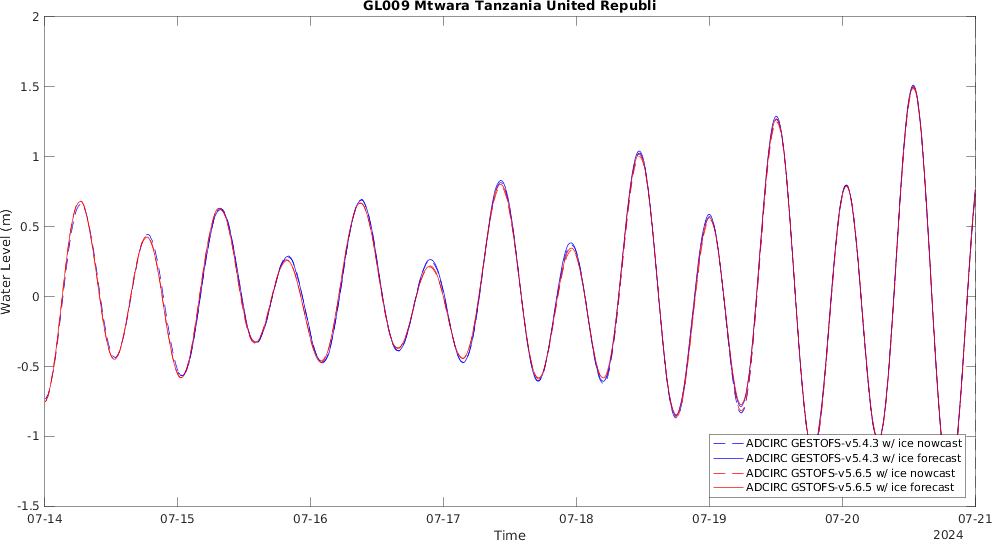 GL009 Mtwara Tanzania United Republi
2
1.5
1
0.5
0
-0.5
-1
-1.5
Water Level (m)
ADCIRC GESTOFS-v5.4.3 w/ ice nowcast
ADCIRC GESTOFS-v5.4.3 w/ ice forecast
ADCIRC GSTOFS-v5.6.5 w/ ice nowcast
ADCIRC GSTOFS-v5.6.5 w/ ice forecast
07-14 07-15 07-16 07-17 07-18 07-19 07-20 07-21
Time
2024